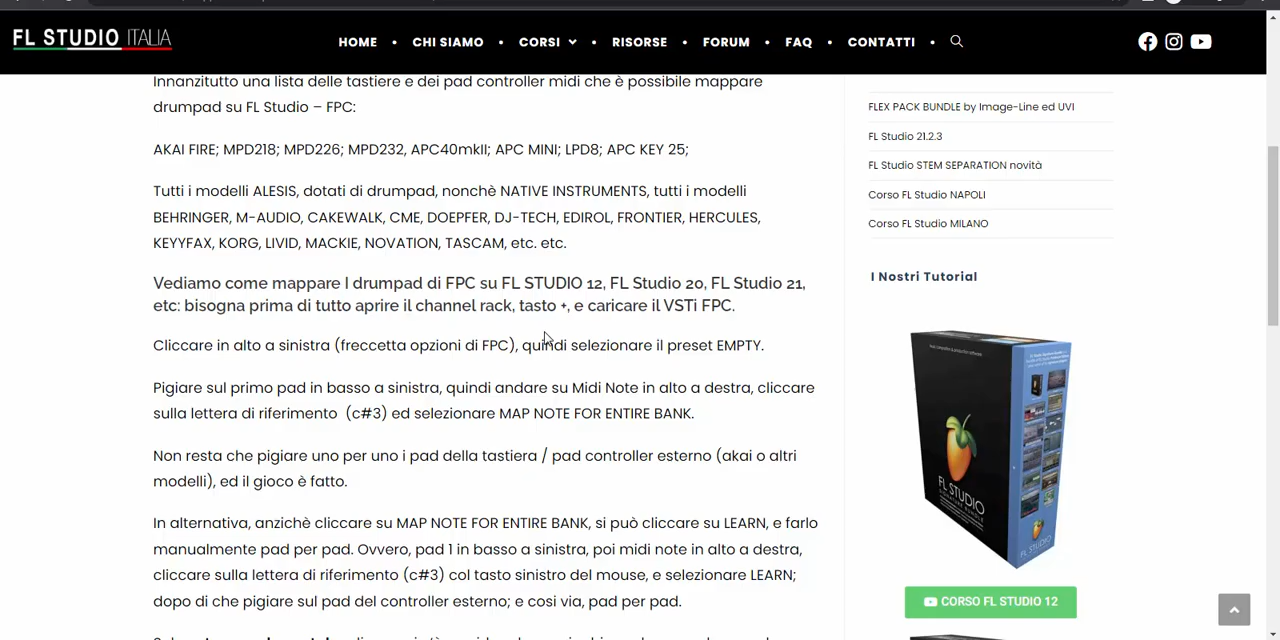 FL STUDIO ITALIA
HOME • CHI SIAMO • CORSI • RISORSE • FORUM • FAQ • CONTATTI •
Innanzitutto una lista delle tastiere e dei pad controller midi che è possibile mappare
drumpad su FL Studio – FPC:
AKAI FIRE; MPD218; MPD226; MPD232, APC40mkII; APC MINI; LPD8; APC KEY 25;
Tutti i modelli ALESIS, dotati di drumpad, nonchè NATIVE INSTRUMENTS, tutti i modelli
BEHRINGER, M-AUDIO, CAKEWALK, CME, DOEPFER, DJ-TECH, EDIROL, FRONTIER, HERCULES,
KEYYFAX, KORG, LIVID, MACKIE, NOVATION, TASCAM, etc. etc.
Vediamo come mappare I drumpad di FPC su FL STUDIO 12, FL Studio 20, FL Studio 21,
etc: bisogna prima di tutto aprire il channel rack, tasto +, e caricare il VSTi FPC.
Cliccare in alto a sinistra (freccetta opzioni di FPC), quindi selezionare il preset EMPTY.
Pigiare sul primo pad in basso a sinistra, quindi andare su Midi Note in alto a destra, cliccare
sulla lettera di riferimento (c#3) ed selezionare MAP NOTE FOR ENTIRE BANK.
Non resta che pigiare uno per uno i pad della tastiera / pad controller esterno (akai o altri
modelli), ed il gioco è fatto.
In alternativa, anzichè cliccare su MAP NOTE FOR ENTIRE BANK, si può cliccare su LEARN, e farlo
manualmente pad per pad. Ovvero, pad 1 in basso a sinistra, poi midi note in alto a destra,
cliccare sulla lettera di riferimento (c#3) col tasto sinistro del mouse, e selezionare LEARN;
dopo di che pigiare sul pad del controller esterno; e cosi via, pad per pad.
FLEX PACK BUNDLE by Image-Line ed UVI
FL Studio 21.2.3
FL Studio STEM SEPARATION novità
Corso FL Studio NAPOLI
Corso FL Studio MILANO
I Nostri Tutorial
FL STUDIO
SIGNATURE BUNDLE
FL STUDIO
CORSO FL STUDIO 12